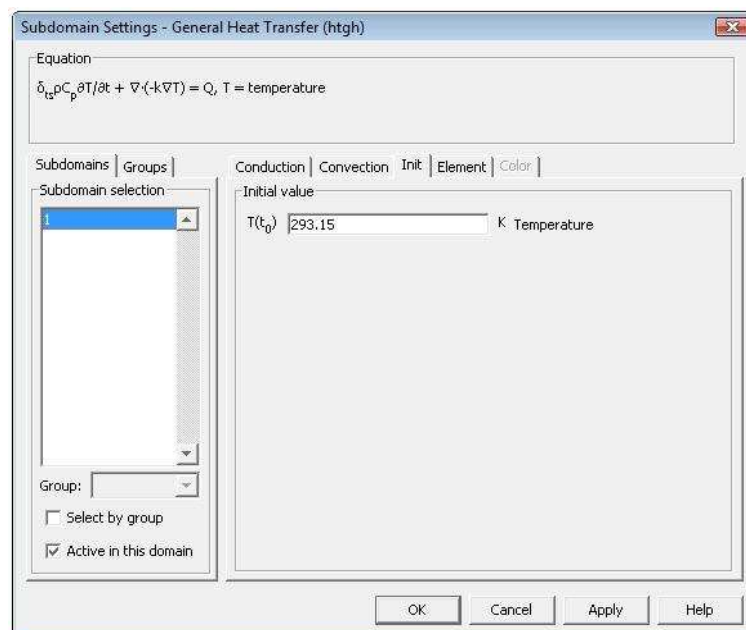 Subdomain Settings - General Heat Transfer (htgh)
Equation
δtsρCp∂T/∂t + ∇·(-k∇T) = Q, T = temperature
Subdomains Groups
Conduction Convection Init Element Color
Subdomain selection
1
Initial value
T(t0) 293.15 K Temperature
Group:
Select by group
Active in this domain
OK Cancel Apply Help